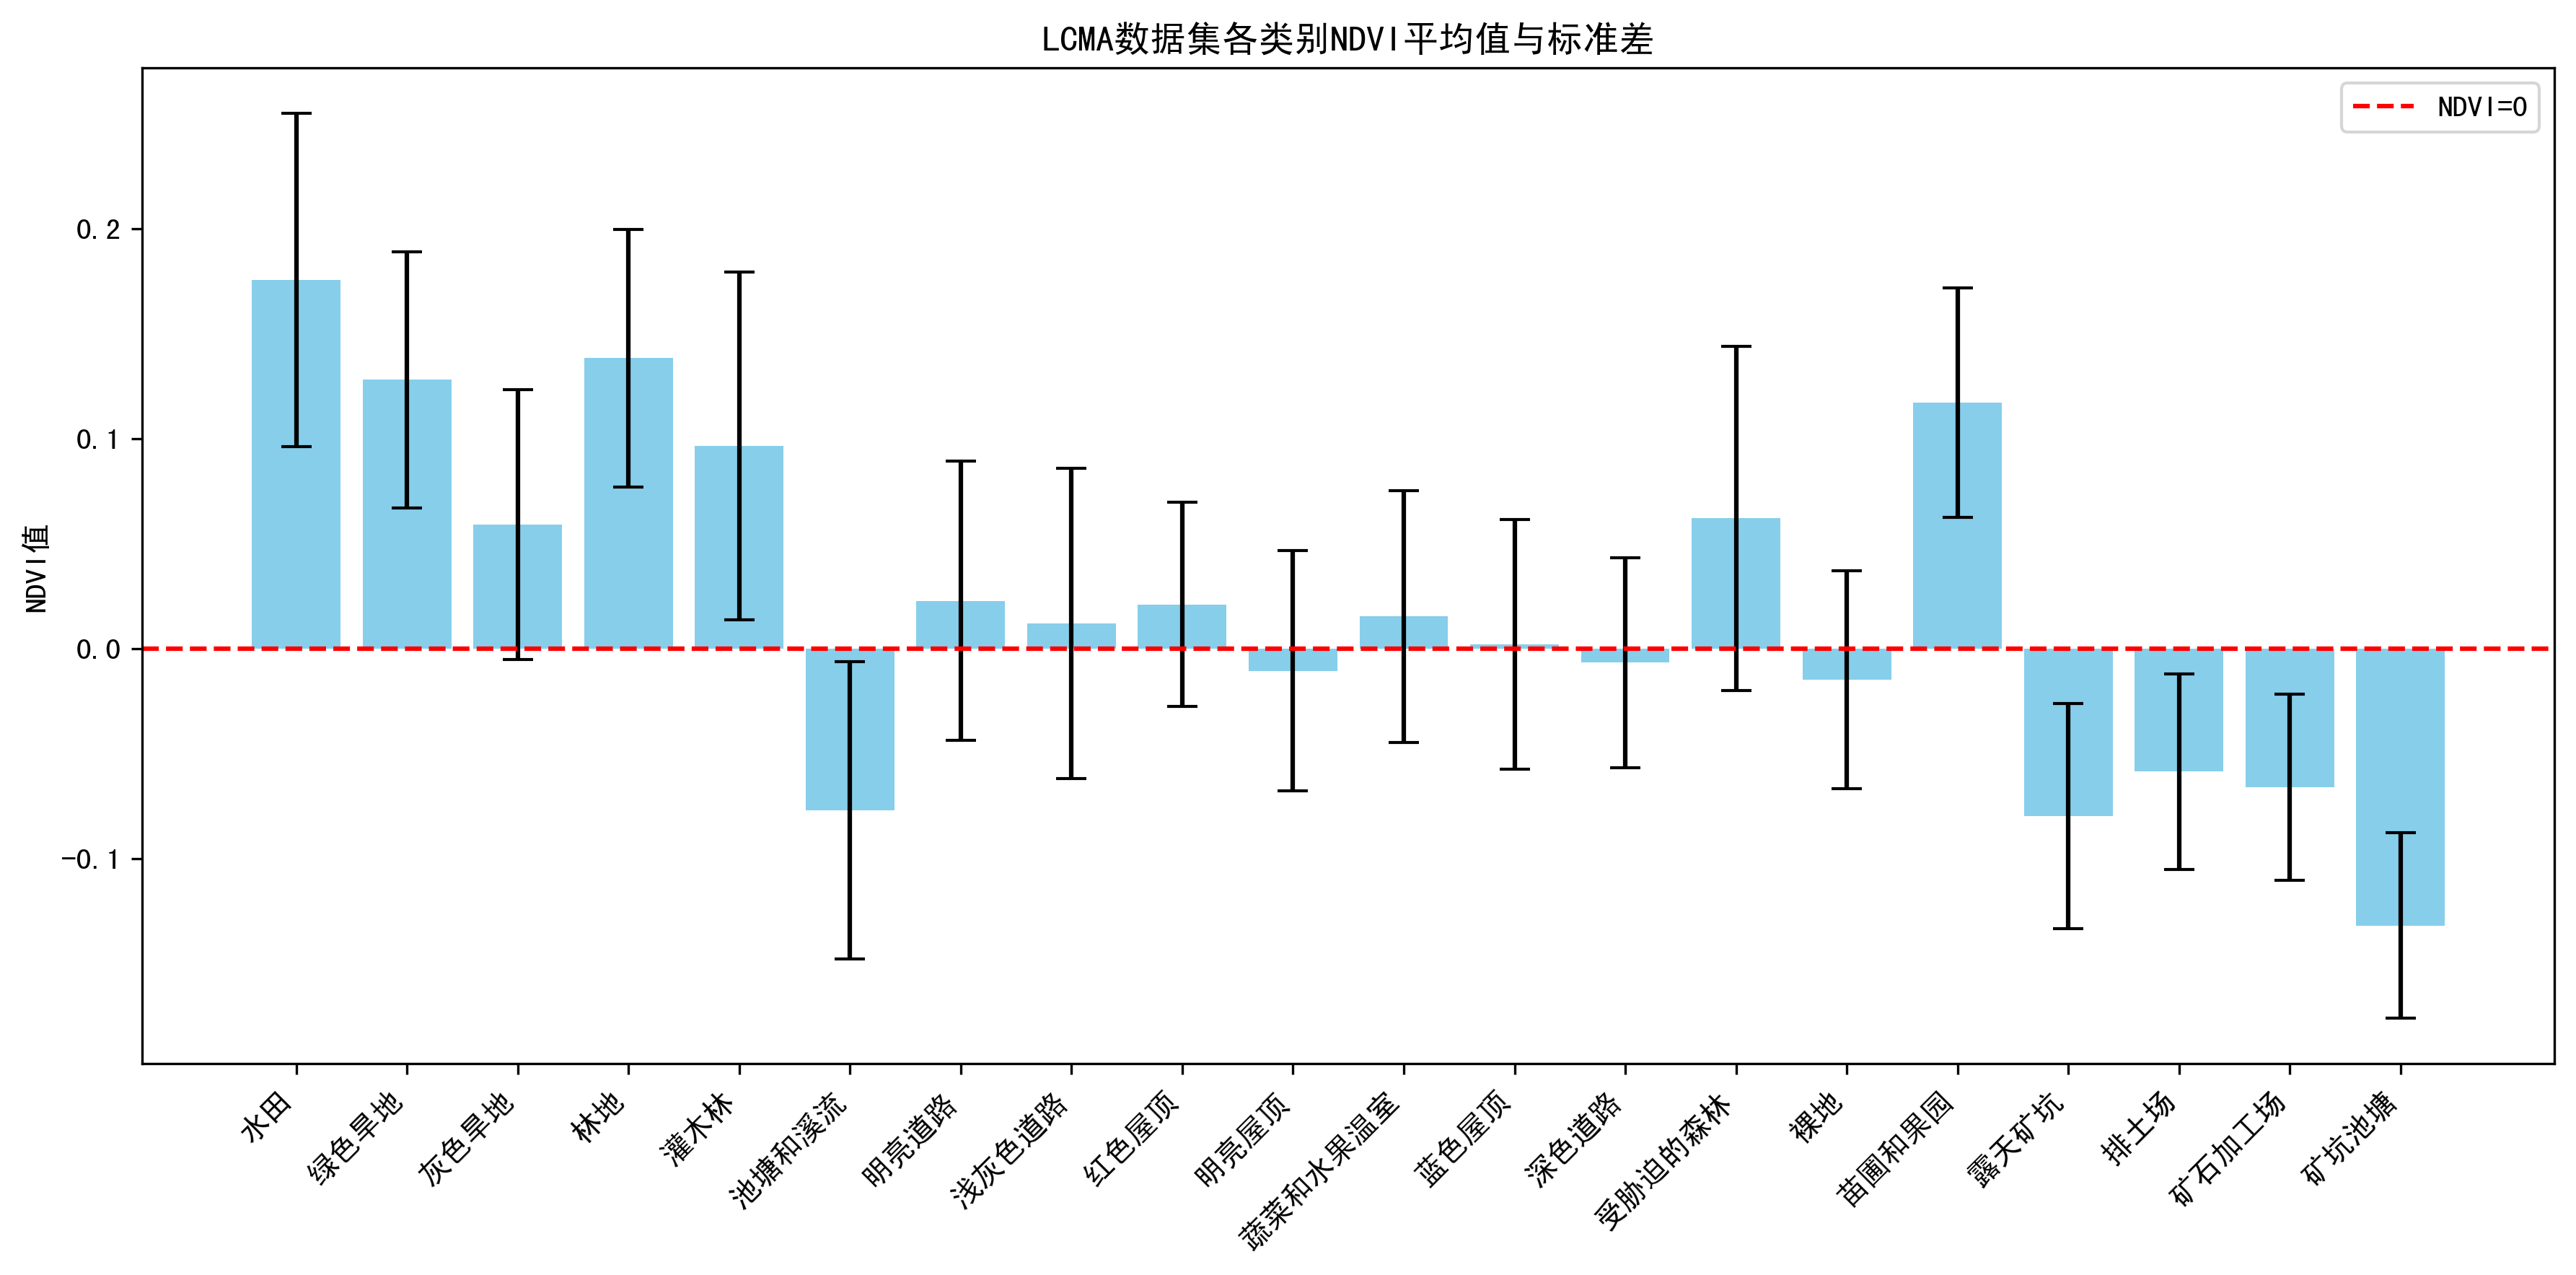 LCMA数据集各类别NDVI平均值与标准差
NDVI=0
NDVI值
0.2
0.1
0.0
-0.1
水田
绿色旱地
灰色旱地
林地
灌木林
池塘和溪流
明亮道路
浅灰色道路
红色屋顶
明亮屋顶
蔬菜和水果温室
蓝色屋顶
深色道路
受胁迫的森林
裸地
苗圃和果园
露天矿坑
排土场
矿石加工场
矿坑池塘